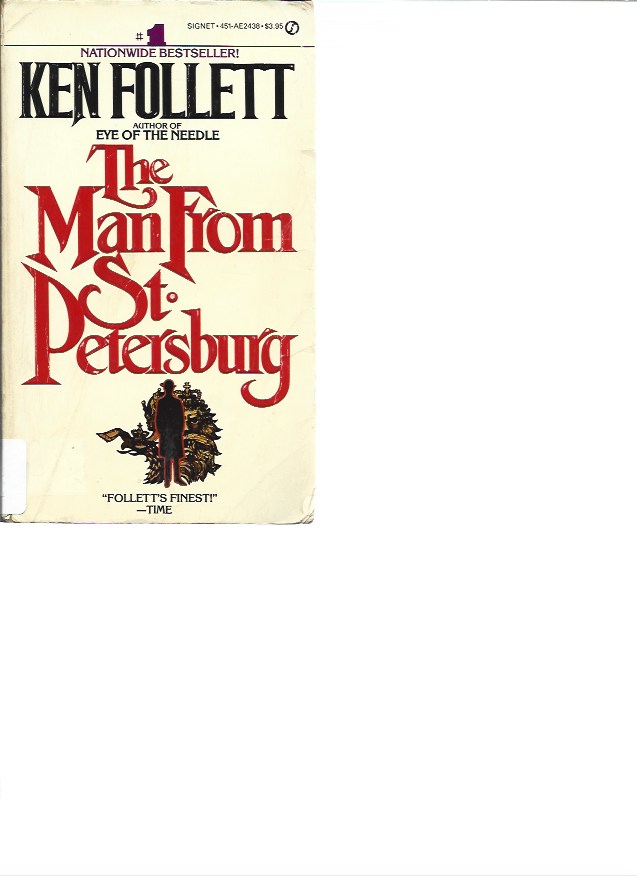 SIGNET • 451-AE2438 • $3.95
#1
NATIONWIDE BESTSELLER!
KEN FOLLETT
AUTHOR OF
EYE OF THE NEEDLE
The
Man From
St.
Petersburg
“FOLLETT'S FINEST!”
—TIME